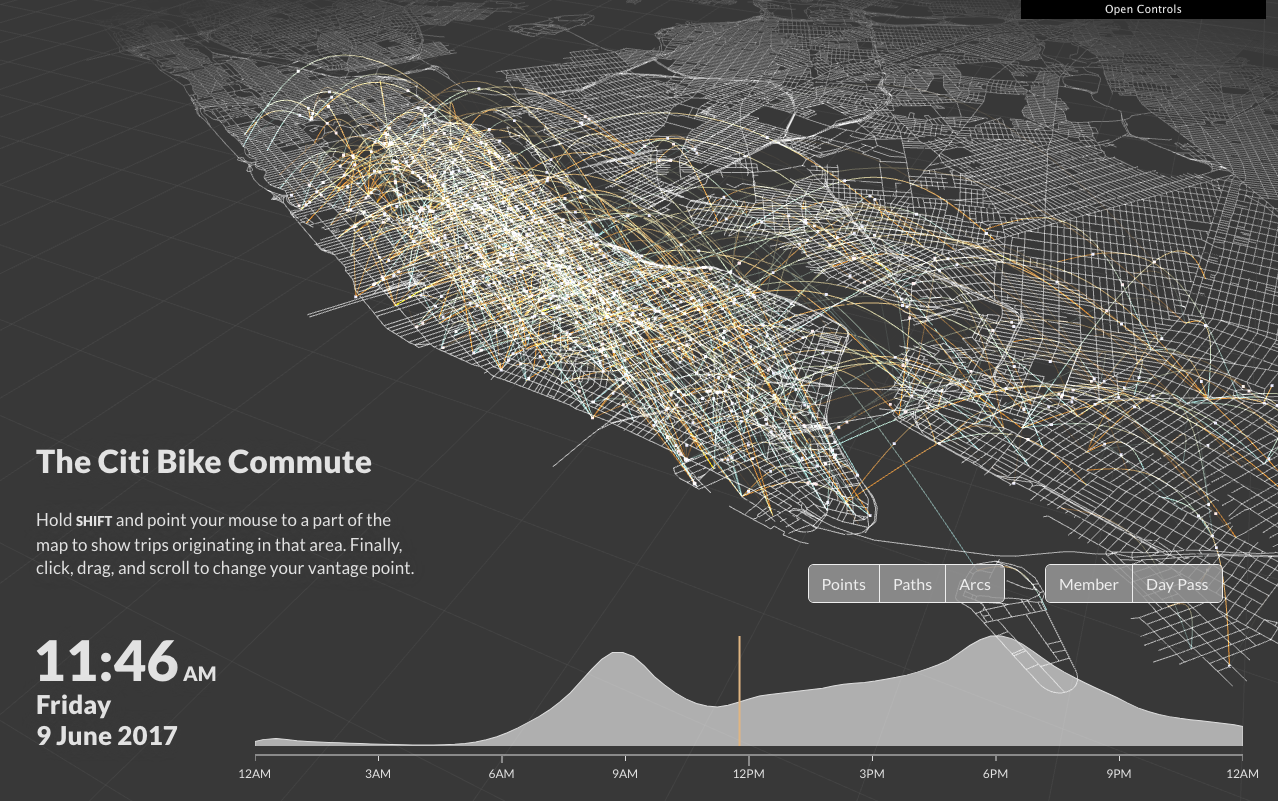 Open Controls
The Citi Bike Commute
Hold SHIFT and point your mouse to a part of the
map to show trips originating in that area. Finally,
click, drag, and scroll to change your vantage point.
Points Paths Arcs Member Day Pass
11:46 AM
Friday
9 June 2017
12AM 3AM 6AM 9AM 12PM 3PM 6PM 9PM 12AM